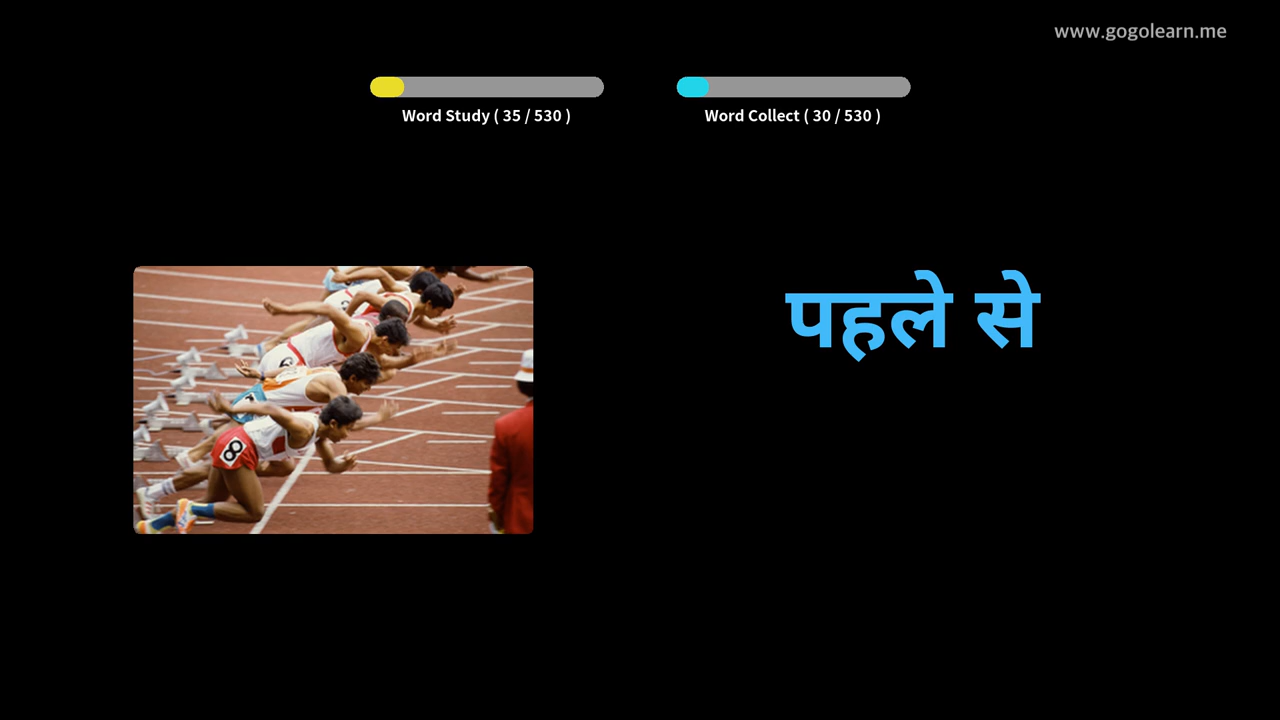 www.gogolearn.me
Word Study ( 35 / 530 )
Word Collect ( 30 / 530 )
पहले से
8